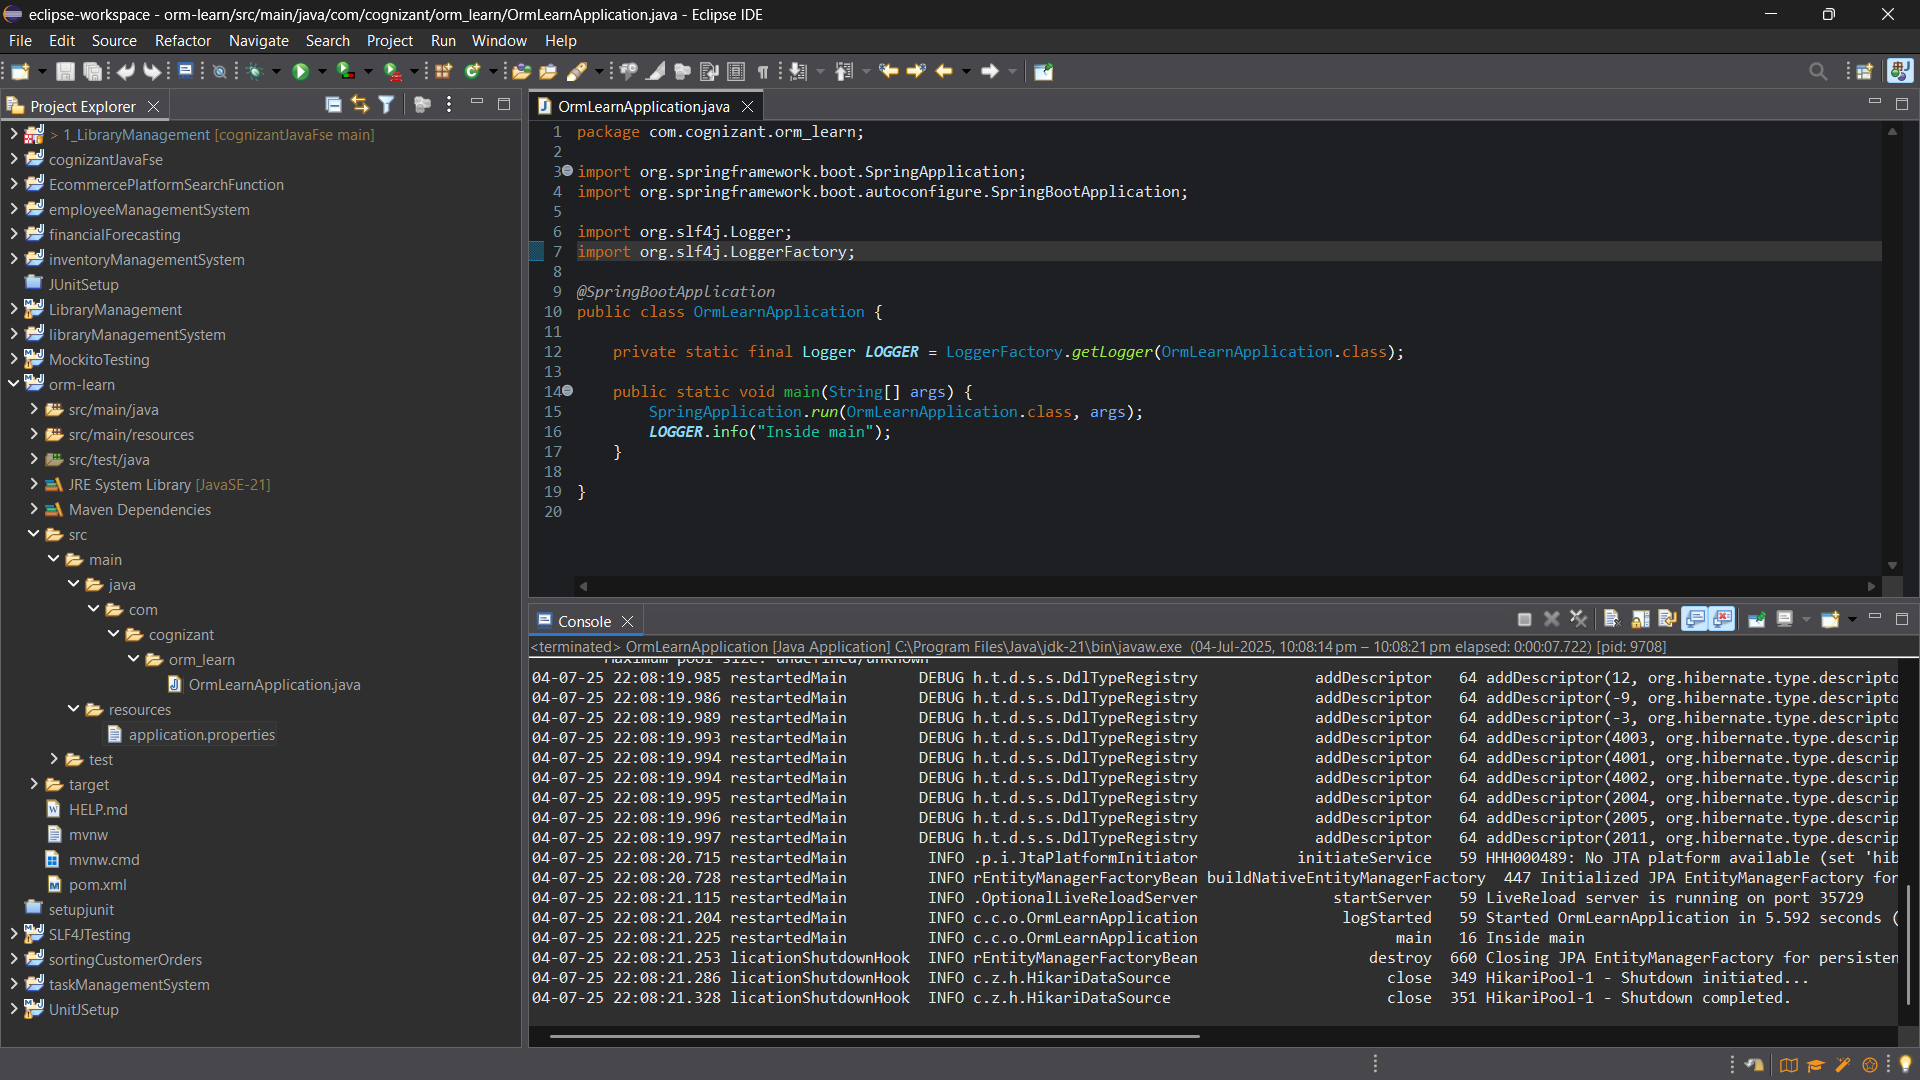 eclipse-workspace - orm-learn/src/main/java/com/cognizant/orm_learn/OrmLearnApplication.java - Eclipse IDE
File Edit Source Refactor Navigate Search Project Run Window Help
Project Explorer
> 1_LibraryManagement [cognizantJavaFse main]
cognizantJavaFse
EcommercePlatformSearchFunction
employeeManagementSystem
financialForecasting
inventoryManagementSystem
JUnitSetup
LibraryManagement
libraryManagementSystem
MockitoTesting
orm-learn
src/main/java
src/main/resources
src/test/java
JRE System Library [JavaSE-21]
Maven Dependencies
src
main
java
com
cognizant
orm_learn
OrmLearnApplication.java
resources
application.properties
test
target
HELP.md
mvnw
mvnw.cmd
pom.xml
setupjunit
SLF4JTesting
sortingCustomerOrders
taskManagementSystem
UnitJSetup
OrmLearnApplication.java
1 package com.cognizant.orm_learn;
2
3 import org.springframework.boot.SpringApplication;
4 import org.springframework.boot.autoconfigure.SpringBootApplication;
5
6 import org.slf4j.Logger;
7 import org.slf4j.LoggerFactory;
8
9 @SpringBootApplication
10 public class OrmLearnApplication {
11
12 private static final Logger LOGGER = LoggerFactory.getLogger(OrmLearnApplication.class);
13
14 public static void main(String[] args) {
15 SpringApplication.run(OrmLearnApplication.class, args);
16 LOGGER.info("Inside main");
17 }
18
19 }
20
Console
<terminated> OrmLearnApplication [Java Application] C:\Program Files\Java\jdk-21\bin\javaw.exe (04-Jul-2025, 10:08:14 pm – 10:08:21 pm elapsed: 0:00:07.722) [pid: 9708]
Maximum pool size: undefined/unknown
04-07-25 22:08:19.985 restartedMain DEBUG h.t.d.s.s.DdlTypeRegistry addDescriptor 64 addDescriptor(12, org.hibernate.type.descripto
04-07-25 22:08:19.986 restartedMain DEBUG h.t.d.s.s.DdlTypeRegistry addDescriptor 64 addDescriptor(-9, org.hibernate.type.descripto
04-07-25 22:08:19.989 restartedMain DEBUG h.t.d.s.s.DdlTypeRegistry addDescriptor 64 addDescriptor(-3, org.hibernate.type.descripto
04-07-25 22:08:19.993 restartedMain DEBUG h.t.d.s.s.DdlTypeRegistry addDescriptor 64 addDescriptor(4003, org.hibernate.type.descrip
04-07-25 22:08:19.994 restartedMain DEBUG h.t.d.s.s.DdlTypeRegistry addDescriptor 64 addDescriptor(4001, org.hibernate.type.descrip
04-07-25 22:08:19.994 restartedMain DEBUG h.t.d.s.s.DdlTypeRegistry addDescriptor 64 addDescriptor(4002, org.hibernate.type.descrip
04-07-25 22:08:19.995 restartedMain DEBUG h.t.d.s.s.DdlTypeRegistry addDescriptor 64 addDescriptor(2004, org.hibernate.type.descrip
04-07-25 22:08:19.996 restartedMain DEBUG h.t.d.s.s.DdlTypeRegistry addDescriptor 64 addDescriptor(2005, org.hibernate.type.descrip
04-07-25 22:08:19.997 restartedMain DEBUG h.t.d.s.s.DdlTypeRegistry addDescriptor 64 addDescriptor(2011, org.hibernate.type.descrip
04-07-25 22:08:20.715 restartedMain INFO .p.i.JtaPlatformInitiator initiateService 59 HHH000489: No JTA platform available (set 'hib
04-07-25 22:08:20.728 restartedMain INFO rEntityManagerFactoryBean buildNativeEntityManagerFactory 447 Initialized JPA EntityManagerFactory for
04-07-25 22:08:21.115 restartedMain INFO .OptionalLiveReloadServer startServer 59 LiveReload server is running on port 35729
04-07-25 22:08:21.204 restartedMain INFO c.c.o.OrmLearnApplication logStarted 59 Started OrmLearnApplication in 5.592 seconds (
04-07-25 22:08:21.225 restartedMain INFO c.c.o.OrmLearnApplication main 16 Inside main
04-07-25 22:08:21.253 licationShutdownHook INFO rEntityManagerFactoryBean destroy 660 Closing JPA EntityManagerFactory for persisten
04-07-25 22:08:21.286 licationShutdownHook INFO c.z.h.HikariDataSource close 349 HikariPool-1 - Shutdown initiated...
04-07-25 22:08:21.328 licationShutdownHook INFO c.z.h.HikariDataSource close 351 HikariPool-1 - Shutdown completed.